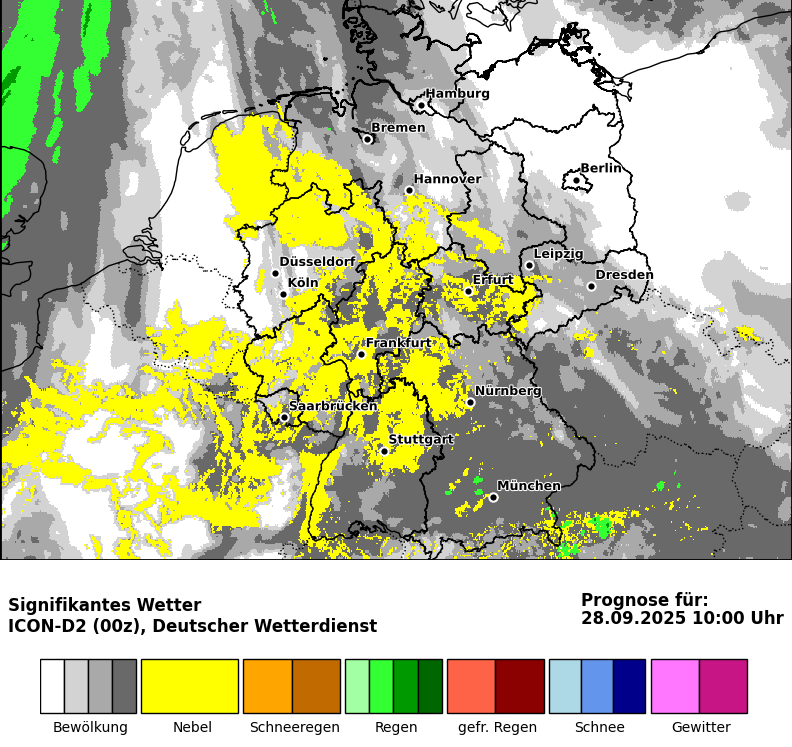 Hamburg
Bremen
Berlin
Hannover
Leipzig
Düsseldorf
Dresden
Köln
Erfurt
Frankfurt
Nürnberg
Saarbrücken
Stuttgart
München
Signifikantes Wetter
ICON-D2 (00z), Deutscher Wetterdienst
Prognose für:
28.09.2025 10:00 Uhr
Bewölkung Nebel Schneeregen Regen gefr. Regen Schnee Gewitter